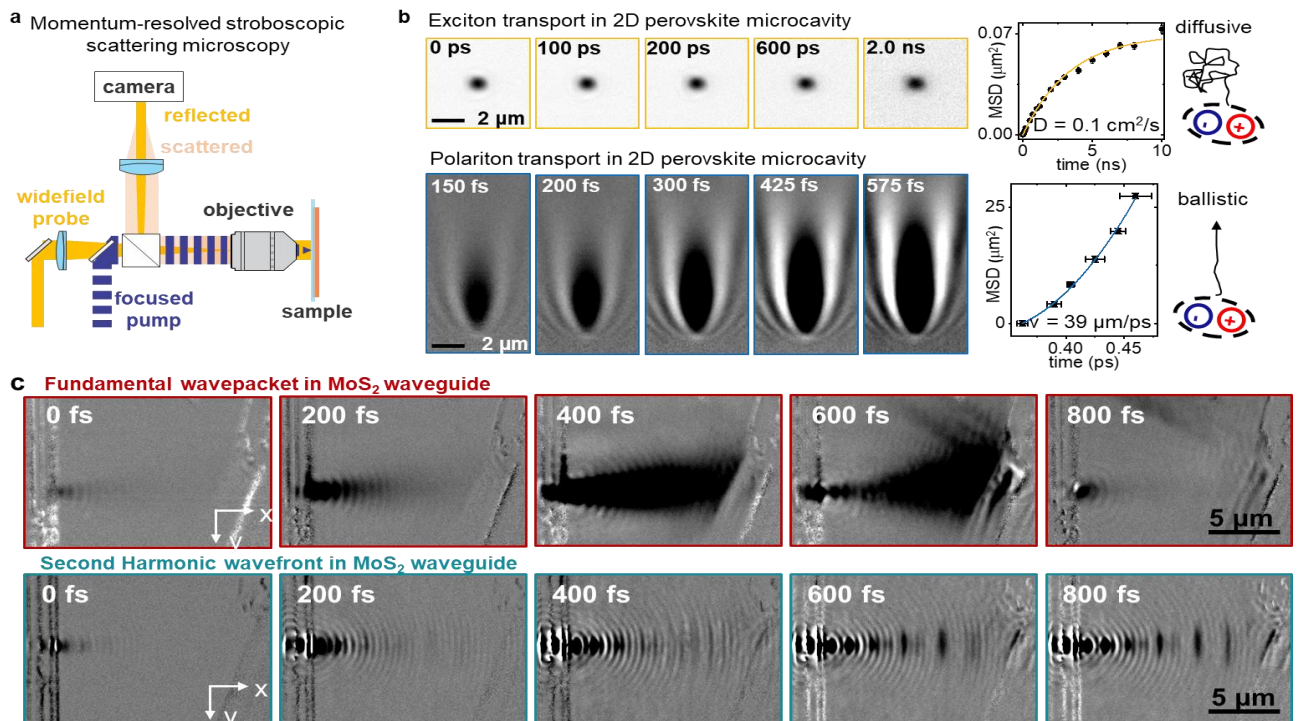 a
Momentum-resolved stroboscopic
scattering microscopy
camera
reflected
scattered
widefield
probe
objective
focused
pump
sample
b
Exciton transport in 2D perovskite microcavity
0 ps
100 ps
200 ps
600 ps
2.0 ns
2 µm
MSD (µm²)
0.07
0.00
D = 0.1 cm²/s
0
5
10
time (ns)
diffusive
-
+
Polariton transport in 2D perovskite microcavity
150 fs
200 fs
300 fs
425 fs
575 fs
2 µm
MSD (µm²)
25
0
v = 39 µm/ps
0.40
0.45
time (ps)
ballistic
-
+
c
Fundamental wavepacket in MoS₂ waveguide
0 fs
200 fs
400 fs
600 fs
800 fs
x
y
5 µm
Second Harmonic wavefront in MoS₂ waveguide
0 fs
200 fs
400 fs
600 fs
800 fs
x
y
5 µm